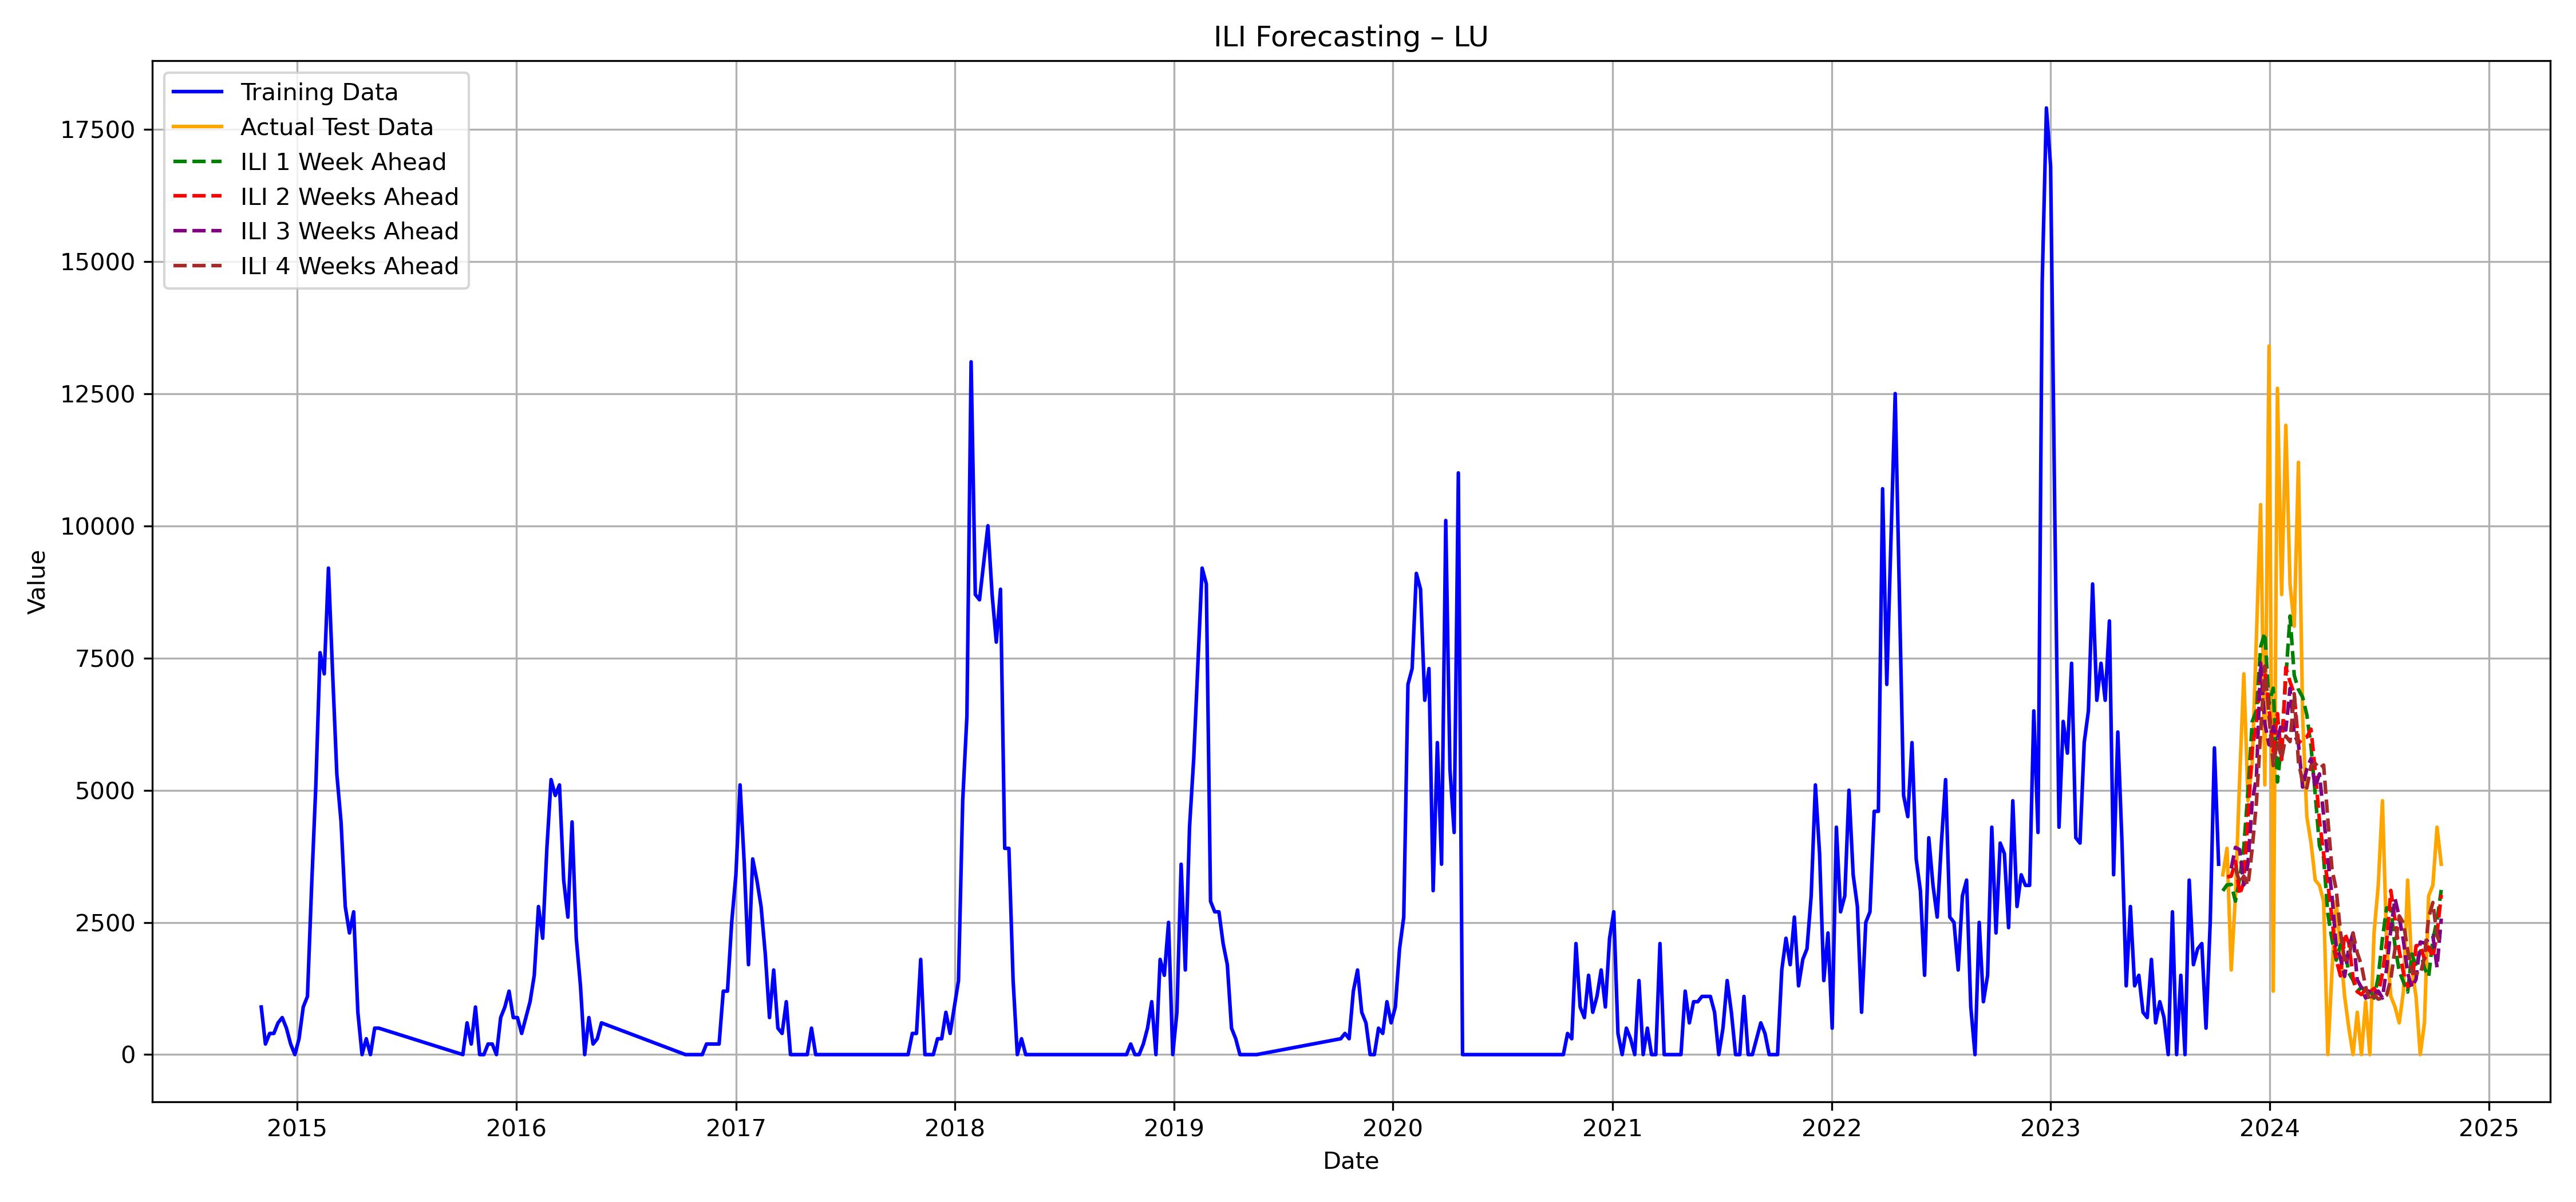 ILI Forecasting – LU
Training Data
Actual Test Data
ILI 1 Week Ahead
ILI 2 Weeks Ahead
ILI 3 Weeks Ahead
ILI 4 Weeks Ahead
17500
15000
12500
10000
7500
5000
2500
0
Value
2015 2016 2017 2018 2019 2020 2021 2022 2023 2024 2025
Date